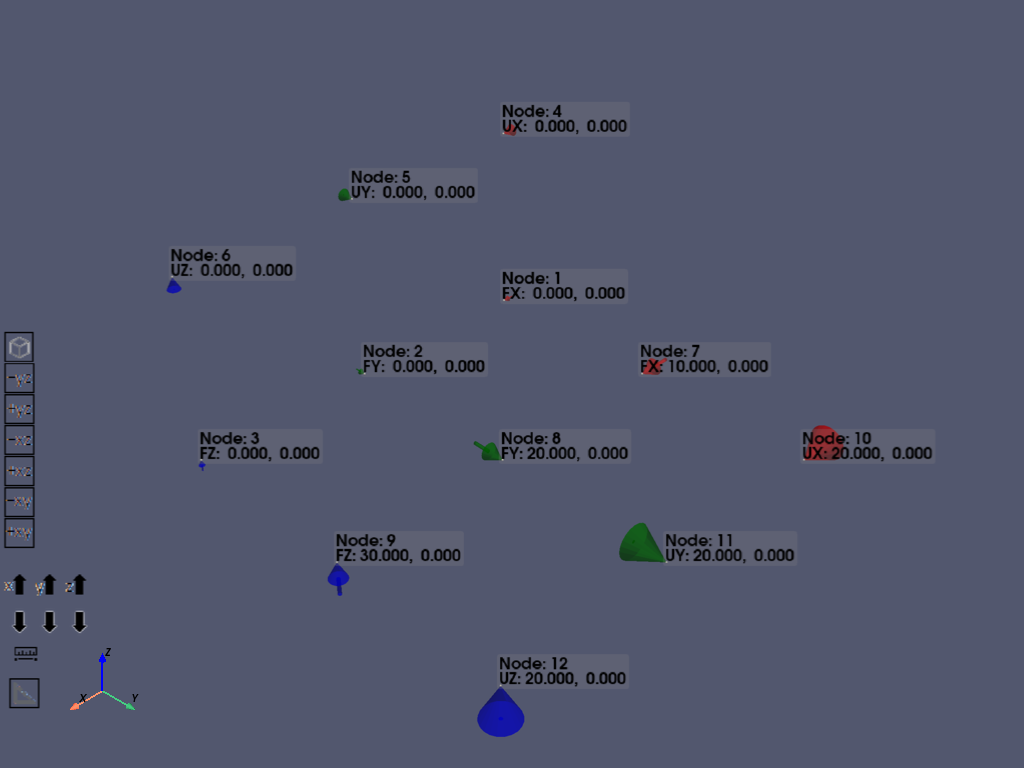 Node: 4
UX: 0.000, 0.000
Node: 5
UY: 0.000, 0.000
Node: 6
UZ: 0.000, 0.000
Node: 1
FX: 0.000, 0.000
Node: 2
FY: 0.000, 0.000
Node: 7
FX: 10.000, 0.000
Node: 3
FZ: 0.000, 0.000
Node: 8
FY: 20.000, 0.000
Node: 10
UX: 20.000, 0.000
Node: 9
FZ: 30.000, 0.000
Node: 11
UY: 20.000, 0.000
Node: 12
UZ: 20.000, 0.000
-yz
+yz
-xz
+xz
-xy
+xy
x y z
Z
X Y